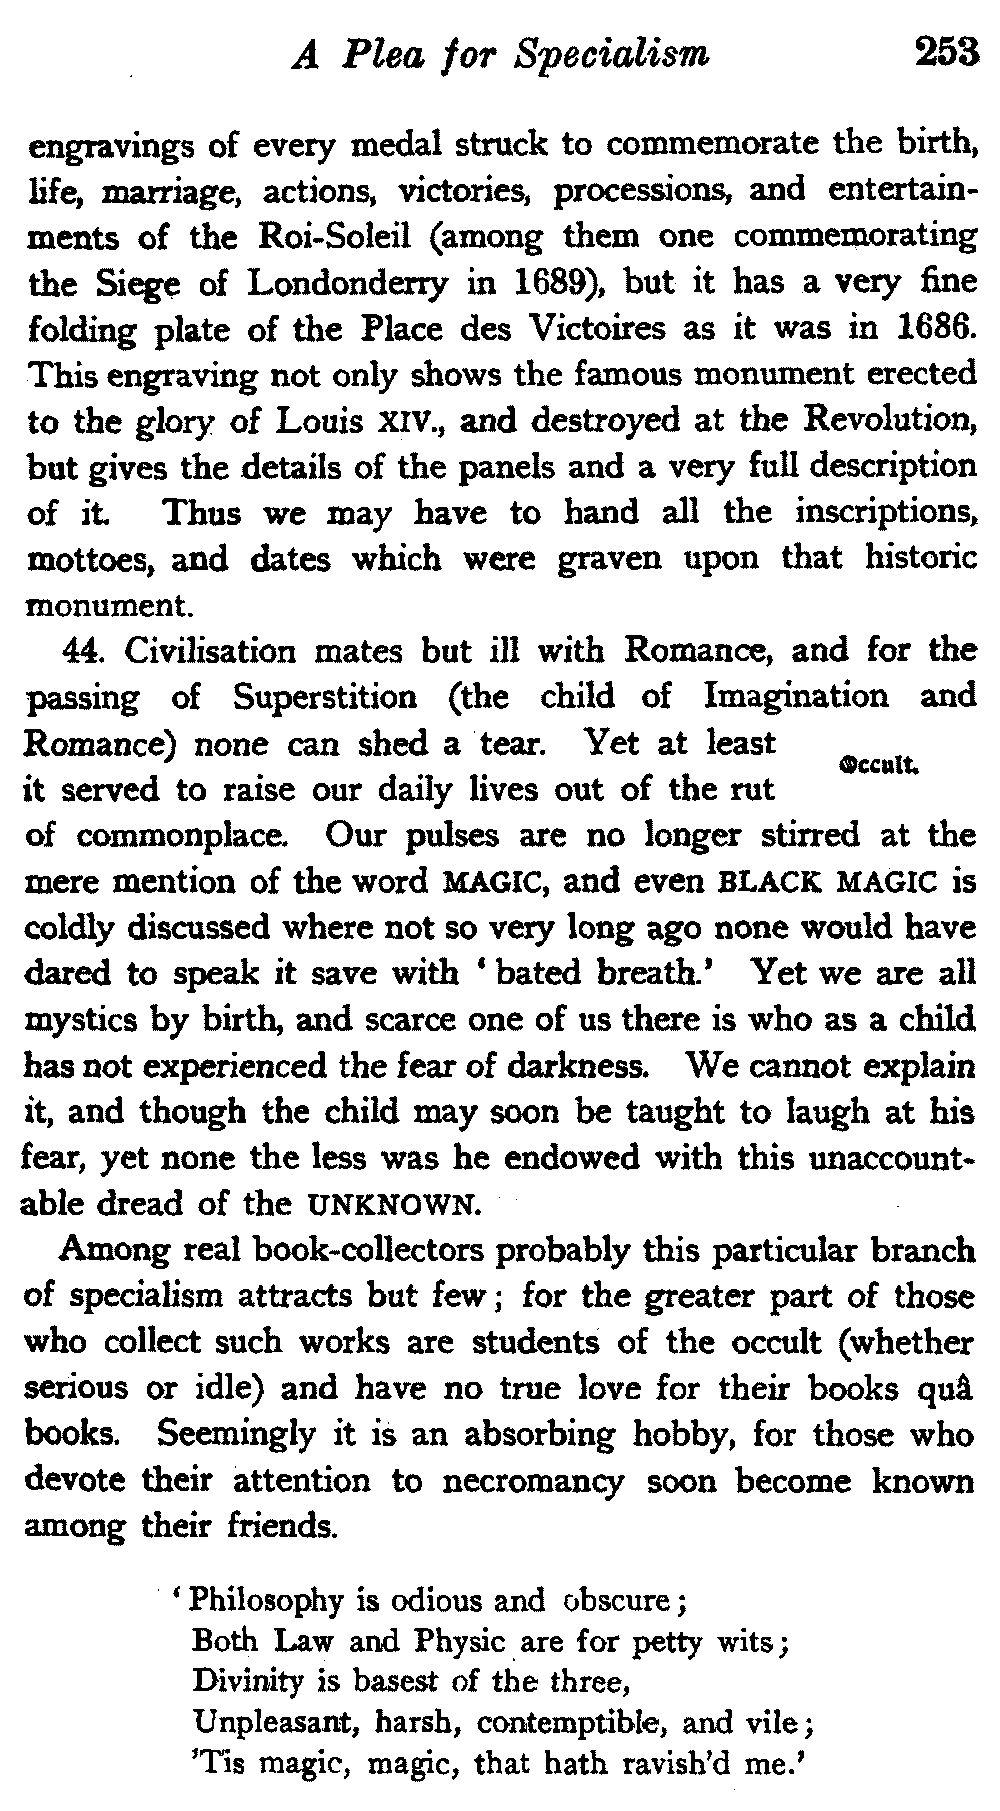 A Plea for Specialism 253
engravings of every medal struck to commemorate the birth,
life, marriage, actions, victories, processions, and entertain-
ments of the Roi-Soleil (among them one commemorating
the Siege of Londonderry in 1689), but it has a very fine
folding plate of the Place des Victoires as it was in 1686.
This engraving not only shows the famous monument erected
to the glory of Louis XIV., and destroyed at the Revolution,
but gives the details of the panels and a very full description
of it. Thus we may have to hand all the inscriptions,
mottoes, and dates which were graven upon that historic
monument.
44. Civilisation mates but ill with Romance, and for the
passing of Superstition (the child of Imagination and
Romance) none can shed a tear. Yet at least
Occult.
it served to raise our daily lives out of the rut
of commonplace. Our pulses are no longer stirred at the
mere mention of the word MAGIC, and even BLACK MAGIC is
coldly discussed where not so very long ago none would have
dared to speak it save with ‘ bated breath.’ Yet we are all
mystics by birth, and scarce one of us there is who as a child
has not experienced the fear of darkness. We cannot explain
it, and though the child may soon be taught to laugh at his
fear, yet none the less was he endowed with this unaccount-
able dread of the UNKNOWN.
Among real book-collectors probably this particular branch
of specialism attracts but few ; for the greater part of those
who collect such works are students of the occult (whether
serious or idle) and have no true love for their books quâ
books. Seemingly it is an absorbing hobby, for those who
devote their attention to necromancy soon become known
among their friends.
‘ Philosophy is odious and obscure ;
Both Law and Physic are for petty wits ;
Divinity is basest of the three,
Unpleasant, harsh, contemptible, and vile ;
’Tis magic, magic, that hath ravish’d me.’